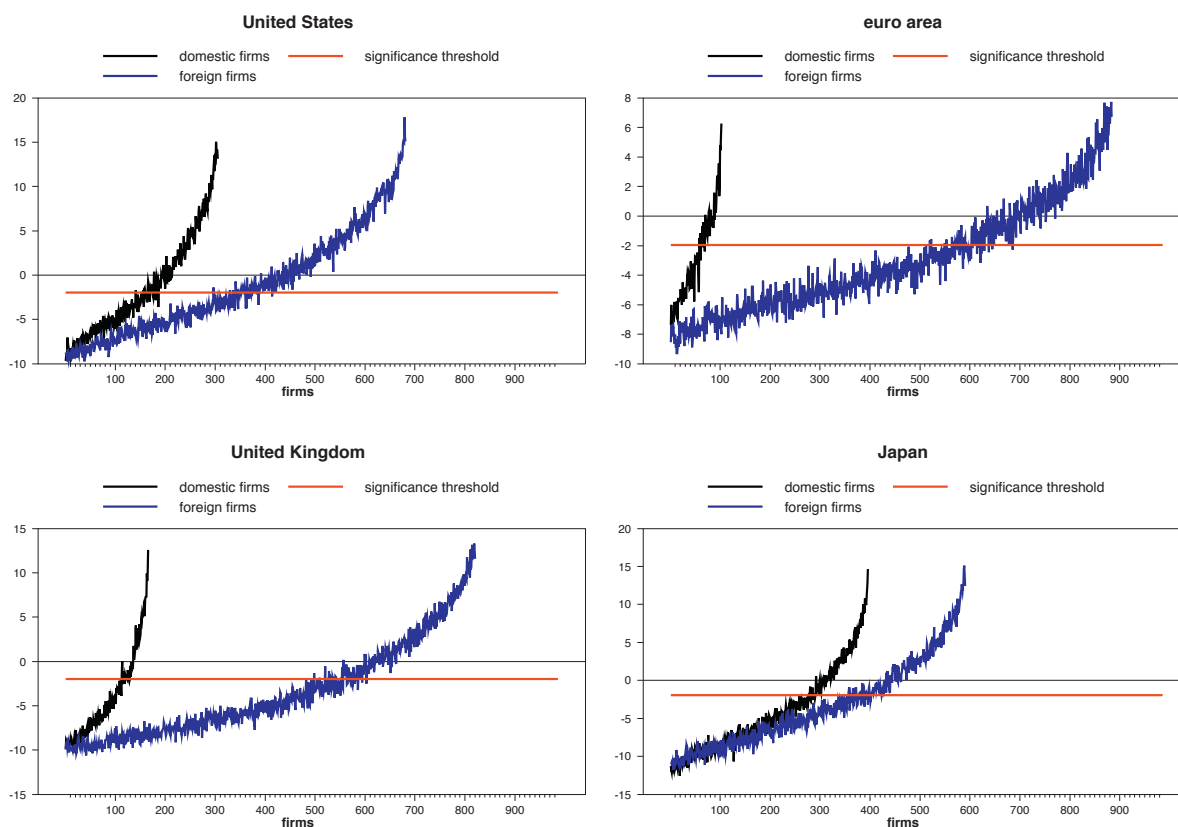 United States
domestic firms
significance threshold
foreign firms
20
15
10
5
0
-5
-10
100 200 300 400 500 600 700 800 900
firms
euro area
domestic firms
significance threshold
foreign firms
8
6
4
2
0
-2
-4
-6
-8
-10
100 200 300 400 500 600 700 800 900
firms
United Kingdom
domestic firms
significance threshold
foreign firms
15
10
5
0
-5
-10
-15
100 200 300 400 500 600 700 800 900
firms
Japan
domestic firms
significance threshold
foreign firms
20
15
10
5
0
-5
-10
-15
100 200 300 400 500 600 700 800 900
firms